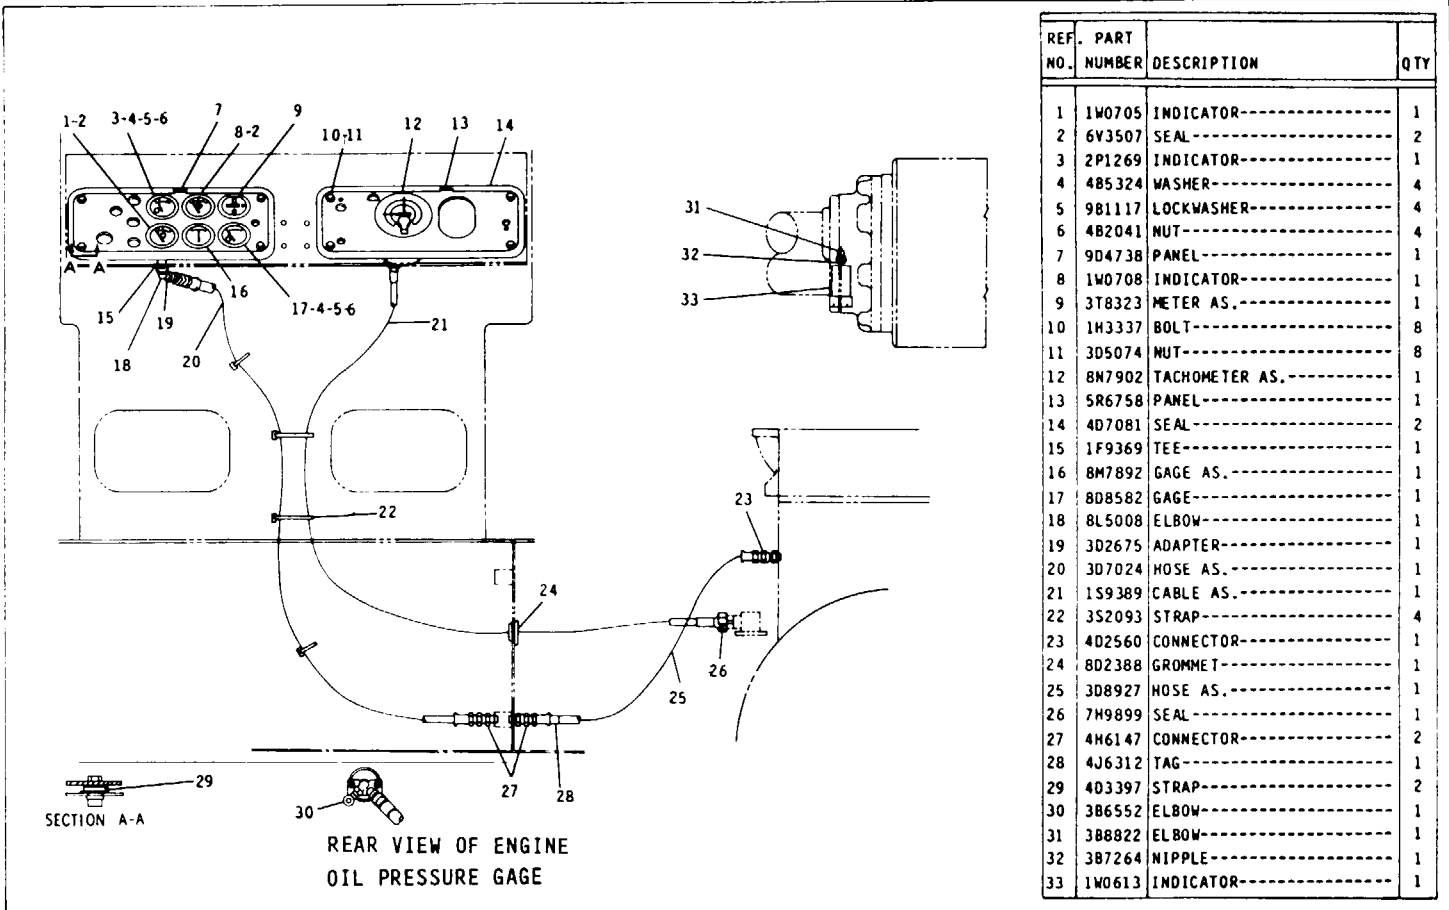 1-2
3-4-5-6
7
8-2
9
10-11
12
13
14
A-A
15
18
19
20
16
17-4-5-6
21
22
23
24
25
26
27
28
29
30
31
32
33
SECTION A-A
REAR VIEW OF ENGINE
OIL PRESSURE GAGE
REF. PART
NO. NUMBER DESCRIPTION QTY
1 1W0705 INDICATOR 1
2 6V3507 SEAL 2
3 2P1269 INDICATOR 1
4 4B5324 WASHER 4
5 9B1117 LOCKWASHER 4
6 4B2041 NUT 4
7 9D4738 PANEL 1
8 1W0708 INDICATOR 1
9 3T8323 METER AS. 1
10 1H3337 BOLT 8
11 3D5074 NUT 8
12 8N7902 TACHOMETER AS. 1
13 5R6758 PANEL 1
14 4D7081 SEAL 2
15 1F9369 TEE 1
16 8M7892 GAGE AS. 1
17 8D8582 GAGE 1
18 8L5008 ELBOW 1
19 3D2675 ADAPTER 1
20 3D7024 HOSE AS. 1
21 1S9389 CABLE AS. 1
22 3S2093 STRAP 4
23 4D2560 CONNECTOR 1
24 8D2388 GROMMET 1
25 3D8927 HOSE AS. 1
26 7H9899 SEAL 1
27 4H6147 CONNECTOR 2
28 4J6312 TAG 1
29 4D3397 STRAP 2
30 3B6552 ELBOW 1
31 3B8822 ELBOW 1
32 3B7264 NIPPLE 1
33 1W0613 INDICATOR 1